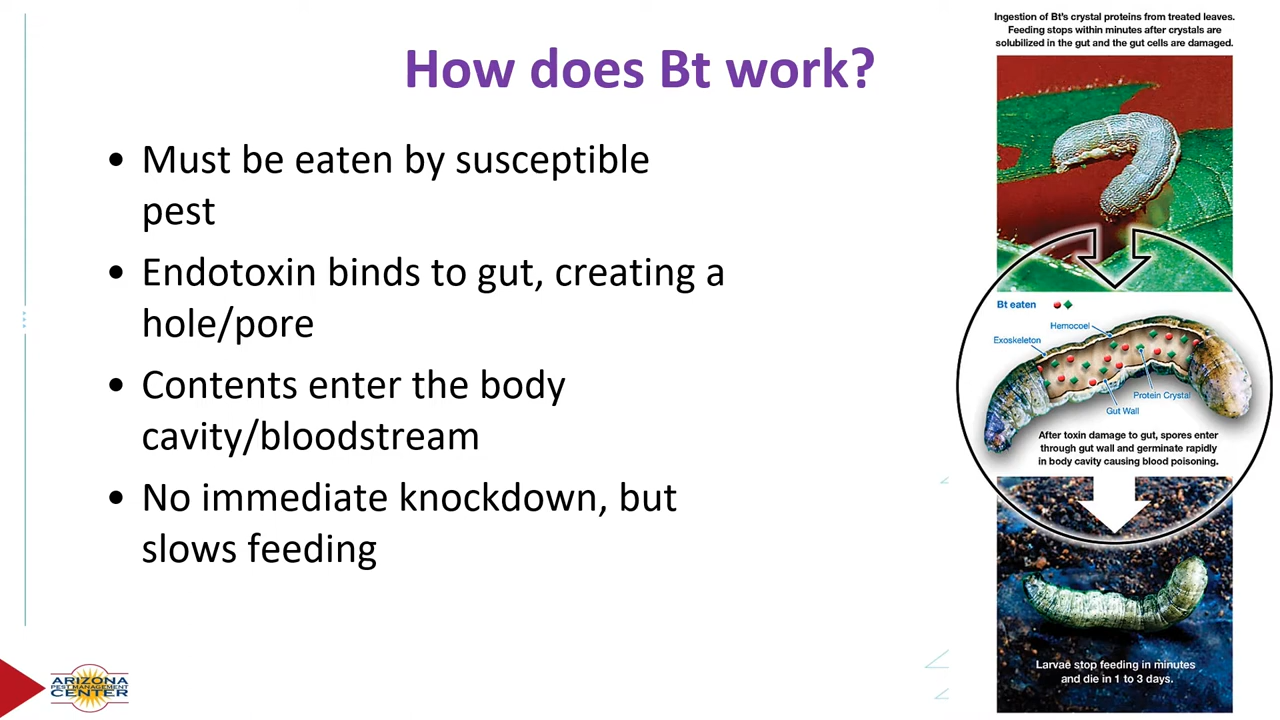 How does Bt work?
• Must be eaten by susceptible
pest
• Endotoxin binds to gut, creating a
hole/pore
• Contents enter the body
cavity/bloodstream
• No immediate knockdown, but
slows feeding
Ingestion of Bt's crystal proteins from treated leaves.
Feeding stops within minutes after crystals are
solubilized in the gut and the gut cells are damaged.
Bt eaten
Hemocoel
Exoskeleton
Protein Crystal
Gut Wall
After toxin damage to gut, spores enter
through gut wall and germinate rapidly
in body cavity causing blood poisoning.
Larvae stop feeding in minutes
and die in 1 to 3 days.
ARIZONA
PEST MANAGEMENT
CENTER